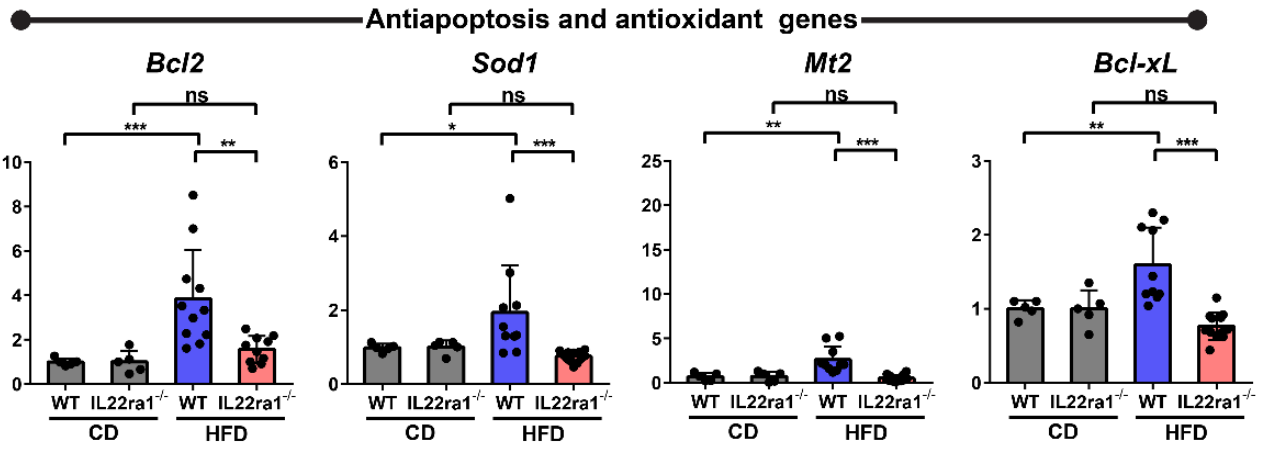 Antiapoptosis and antioxidant genes
Bcl2 Sod1 Mt2 Bcl-xL
ns ns ns ns
*** * ** **
** *** *** ***
10 6 25 3
8 20
6 4 15 2
4 10
2 2 5 1
0 0 0 0
WT IL22ra1-/- WT IL22ra1-/- WT IL22ra1-/- WT IL22ra1-/- WT IL22ra1-/- WT IL22ra1-/- WT IL22ra1-/- WT IL22ra1-/-
CD HFD CD HFD CD HFD CD HFD